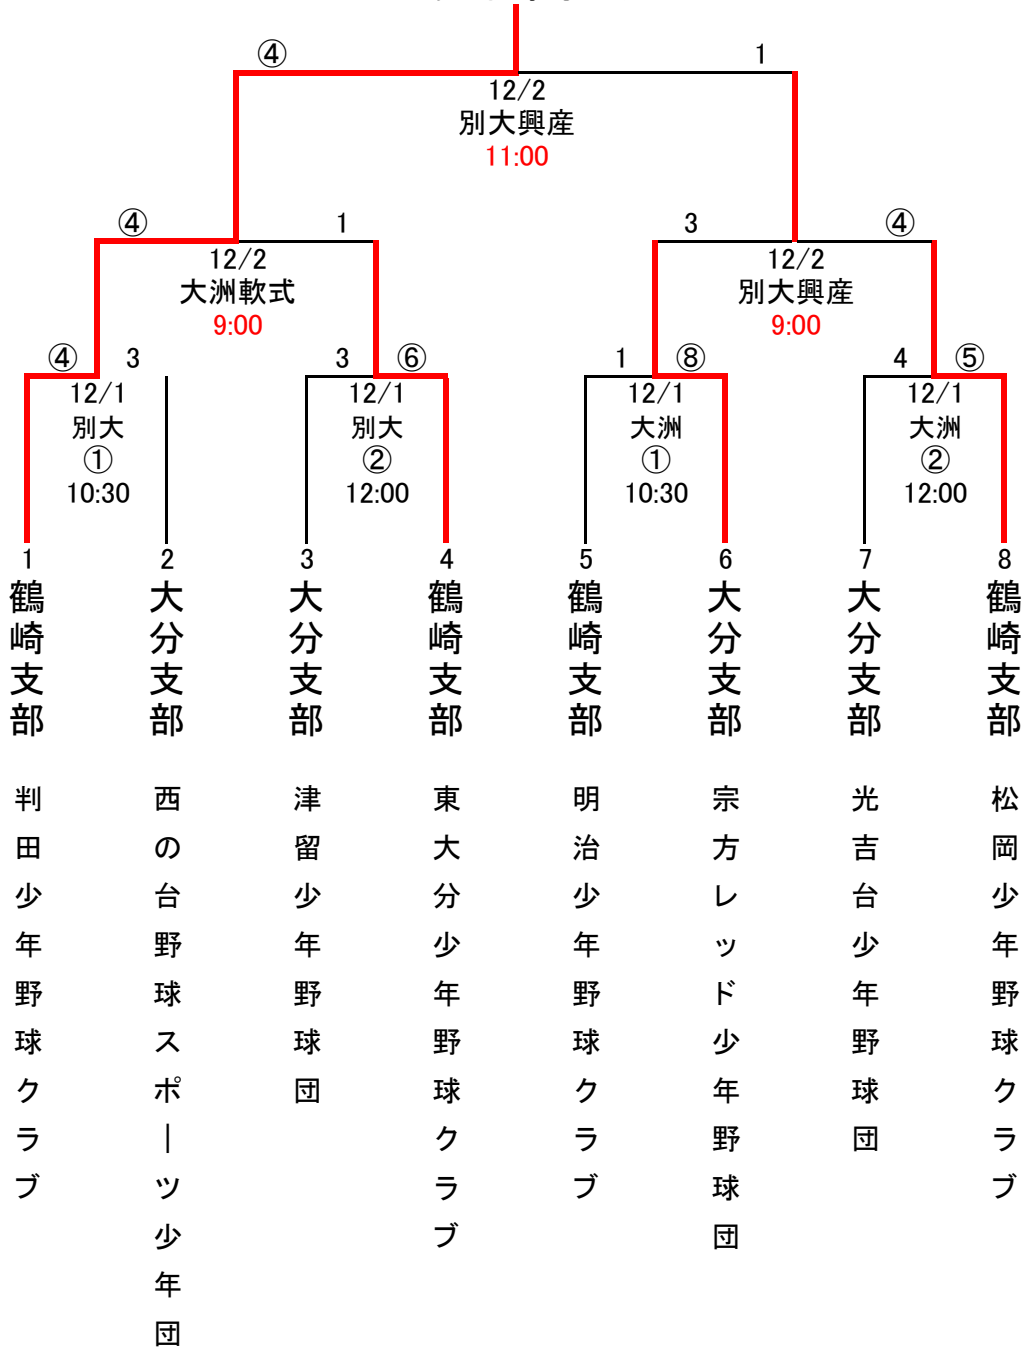 ④ 1
12/2
別大興産
11:00
④ 1 3 ④
12/2 12/2
大洲軟式 別大興産
9:00 9:00
④ 3 3 ⑥ 1 ⑧ 4 ⑤
12/1 12/1 12/1 12/1
別大 別大 大洲 大洲
① ② ① ②
10:30 12:00 10:30 12:00
1 2 3 4 5 6 7 8
鶴崎支部
大分支部
大分支部
鶴崎支部
鶴崎支部
大分支部
大分支部
鶴崎支部
判田少年野球クラブ
西の台野球スポーツ少年団
津留少年野球団
東大分少年野球クラブ
明治少年野球クラブ
宗方レッド少年野球団
光吉台少年野球団
松岡少年野球クラブ